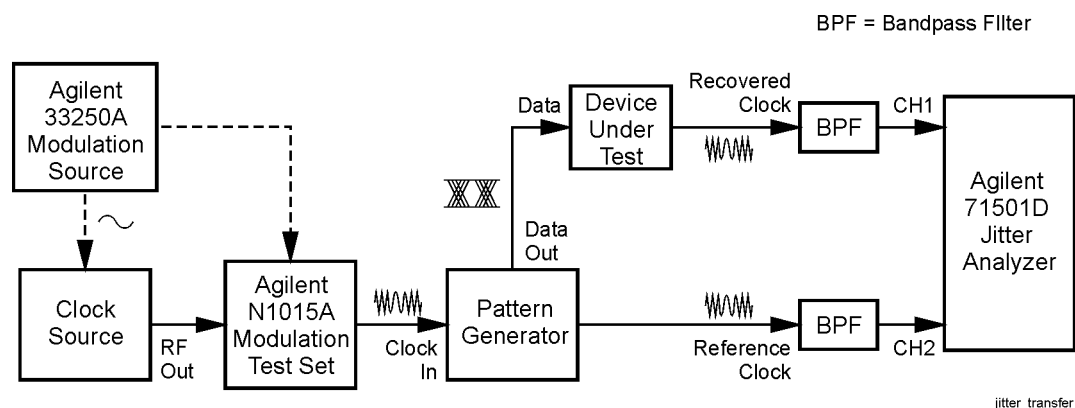 BPF = Bandpass FIlter
Agilent
33250A
Modulation
Source
Data
Device
Under
Test
Recovered
Clock
BPF
CH1
Agilent
71501D
Jitter
Analyzer
Data
Out
Clock
Source
RF
Out
Agilent
N1015A
Modulation
Test Set
Clock
In
Pattern
Generator
Reference
Clock
BPF
CH2
jitter_transfer